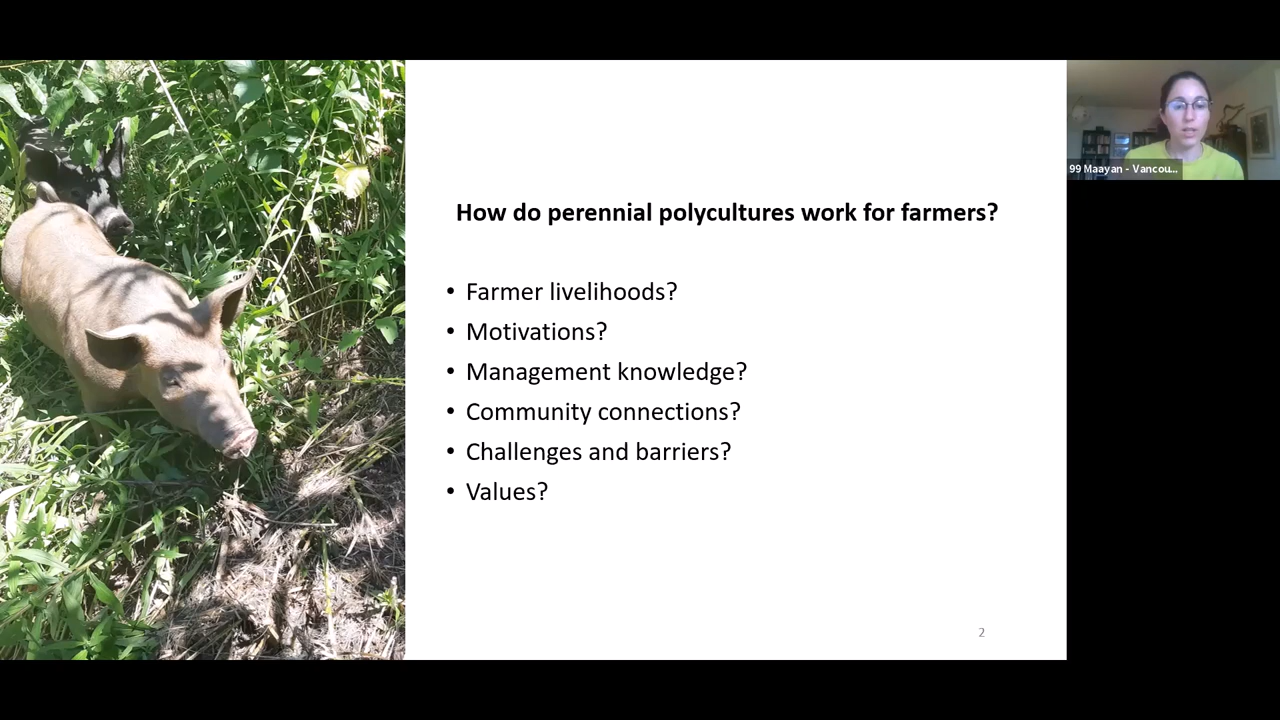 How do perennial polycultures work for farmers?
• Farmer livelihoods?
• Motivations?
• Management knowledge?
• Community connections?
• Challenges and barriers?
• Values?
2
99 Maayan - Vancou...